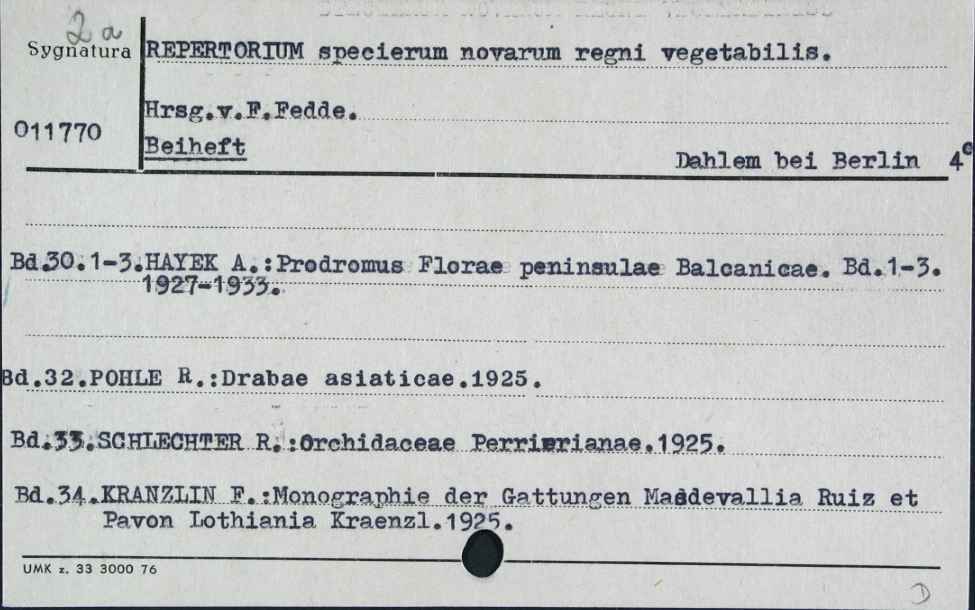 2a
Sygnatura
REPERTORIUM specierum novarum regni vegetabilis.
Hrsg.v.F.Fedde.
011770
Beiheft
Dahlem bei Berlin 4°
Bd.30.1-3.HAYEK A.:Prodromus Florae peninsulae Balcanicae. Bd.1-3.
1927-1933.
Bd.32.POHLE R.:Drabae asiaticae.1925.
Bd.33.SCHLECHTER R.:Orchidaceae Perrierianae.1925.
Bd.34.KRANZLIN F.:Monographie der Gattungen Masdevallia Ruiz et
Pavon Lothiania Kraenzl.1925.
UMK z. 33 3000 76
D